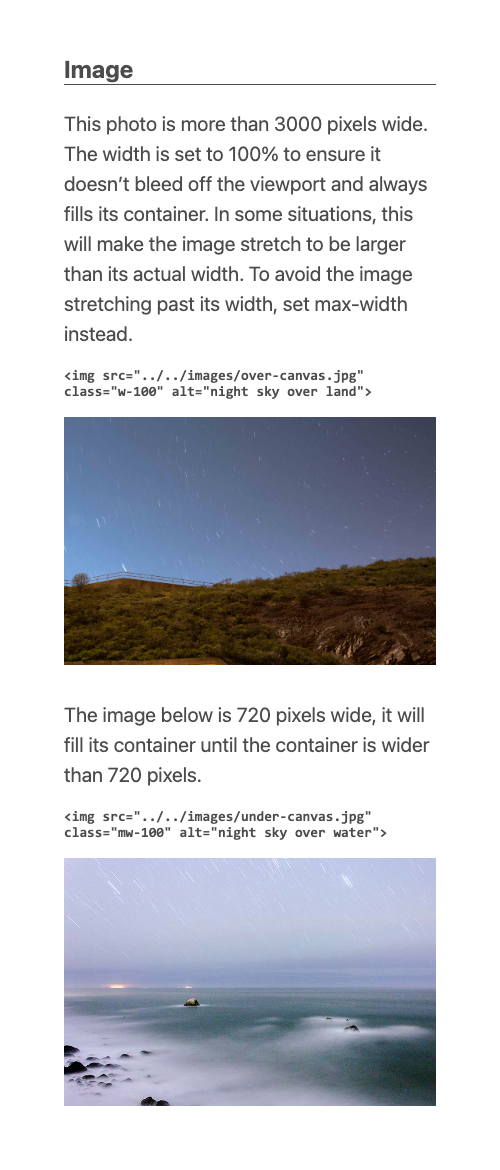 Image
This photo is more than 3000 pixels wide.
The width is set to 100% to ensure it
doesn’t bleed off the viewport and always
fills its container. In some situations, this
will make the image stretch to be larger
than its actual width. To avoid the image
stretching past its width, set max-width
instead.
<img src="../../images/over-canvas.jpg"
class="w-100" alt="night sky over land">
The image below is 720 pixels wide, it will
fill its container until the container is wider
than 720 pixels.
<img src="../../images/under-canvas.jpg"
class="mw-100" alt="night sky over water">